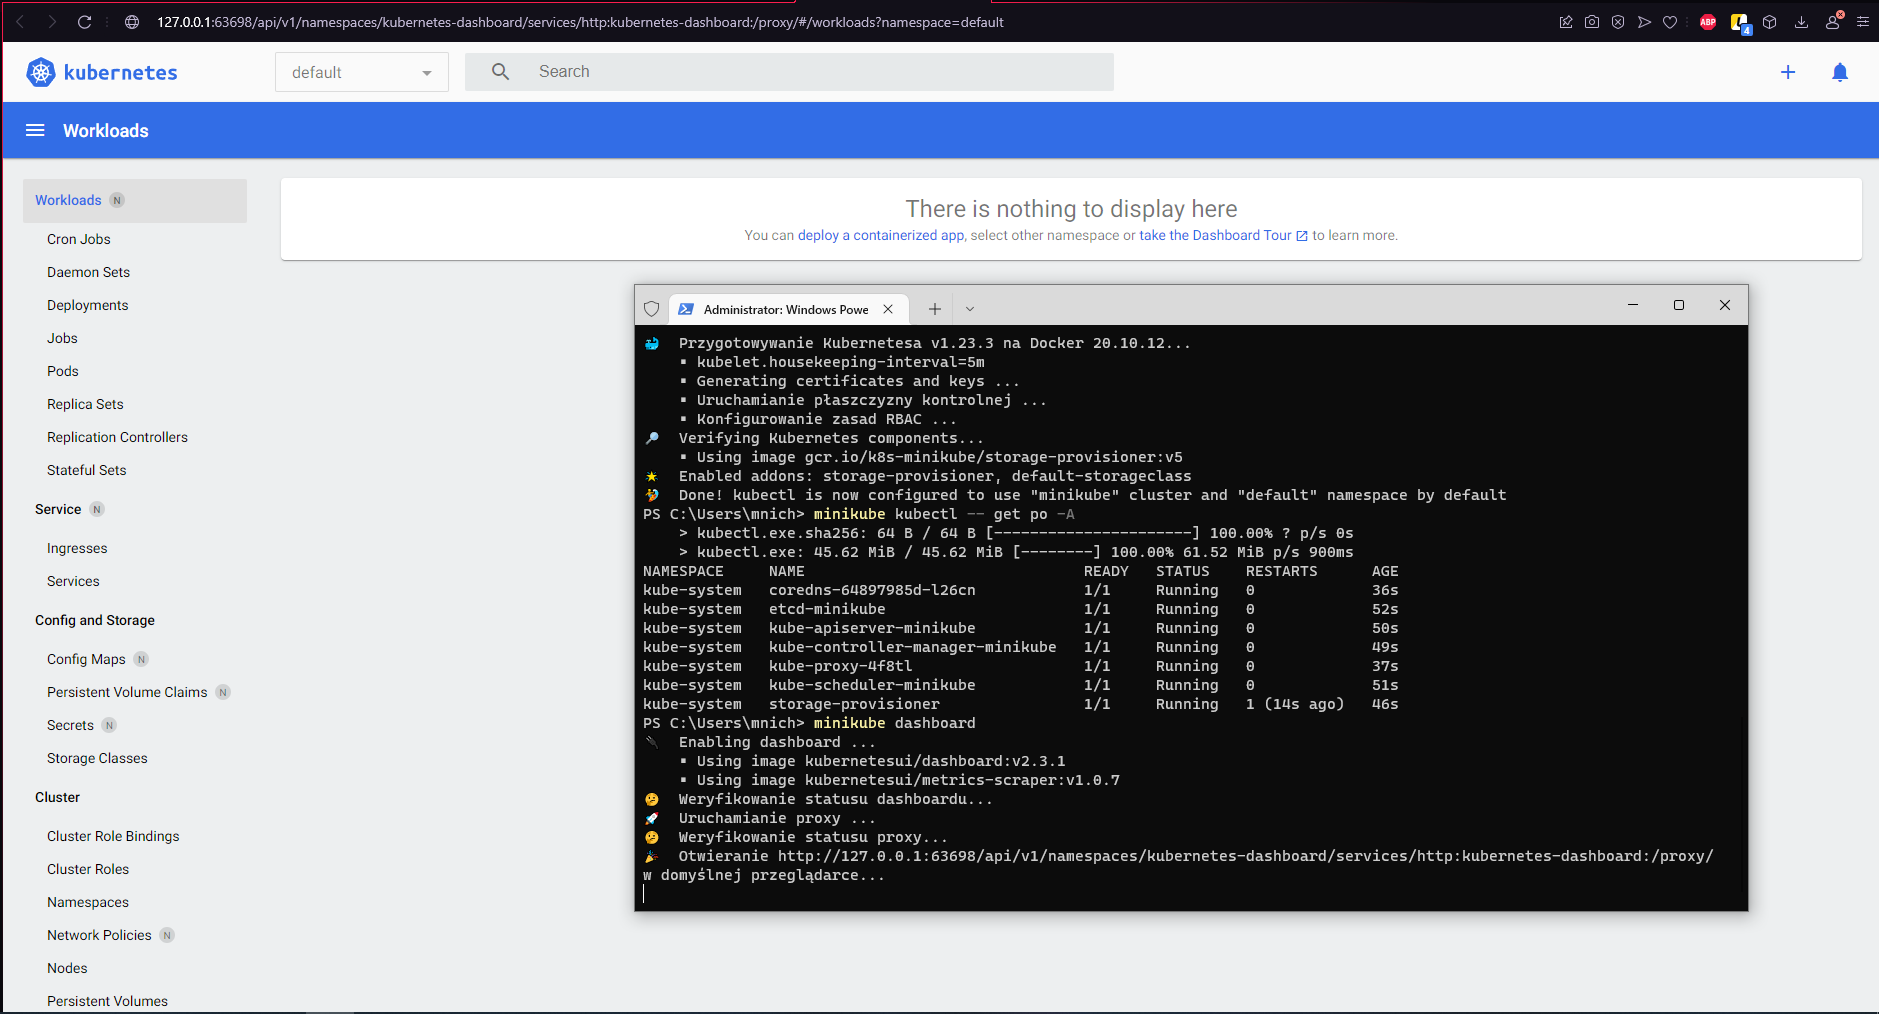 127.0.0.1:63698/api/v1/namespaces/kubernetes-dashboard/services/http:kubernetes-dashboard:/proxy/#/workloads?namespace=default
ABP
4
kubernetes
default
Search
Workloads
Workloads N
Cron Jobs
Daemon Sets
Deployments
Jobs
Pods
Replica Sets
Replication Controllers
Stateful Sets
Service N
Ingresses
Services
Config and Storage
Config Maps N
Persistent Volume Claims N
Secrets N
Storage Classes
Cluster
Cluster Role Bindings
Cluster Roles
Namespaces
Network Policies N
Nodes
Persistent Volumes
There is nothing to display here
You can deploy a containerized app, select other namespace or take the Dashboard Tour to learn more.
Administrator: Windows Powe
Przygotowywanie Kubernetesa v1.23.3 na Docker 20.10.12...
▪ kubelet.housekeeping-interval=5m
▪ Generating certificates and keys ...
▪ Uruchamianie płaszczyzny kontrolnej ...
▪ Konfigurowanie zasad RBAC ...
Verifying Kubernetes components...
▪ Using image gcr.io/k8s-minikube/storage-provisioner:v5
Enabled addons: storage-provisioner, default-storageclass
Done! kubectl is now configured to use "minikube" cluster and "default" namespace by default
PS C:\Users\mnich> minikube kubectl -- get po -A
> kubectl.exe.sha256: 64 B / 64 B [----------------------] 100.00% ? p/s 0s
> kubectl.exe: 45.62 MiB / 45.62 MiB [--------] 100.00% 61.52 MiB p/s 900ms
NAMESPACE NAME READY STATUS RESTARTS AGE
kube-system coredns-64897985d-l26cn 1/1 Running 0 36s
kube-system etcd-minikube 1/1 Running 0 52s
kube-system kube-apiserver-minikube 1/1 Running 0 50s
kube-system kube-controller-manager-minikube 1/1 Running 0 49s
kube-system kube-proxy-4f8tl 1/1 Running 0 37s
kube-system kube-scheduler-minikube 1/1 Running 0 51s
kube-system storage-provisioner 1/1 Running 1 (14s ago) 46s
PS C:\Users\mnich> minikube dashboard
Enabling dashboard ...
▪ Using image kubernetesui/dashboard:v2.3.1
▪ Using image kubernetesui/metrics-scraper:v1.0.7
Weryfikowanie statusu dashboardu...
Uruchamianie proxy ...
Weryfikowanie statusu proxy...
Otwieranie http://127.0.0.1:63698/api/v1/namespaces/kubernetes-dashboard/services/http:kubernetes-dashboard:/proxy/
w domyślnej przeglądarce...